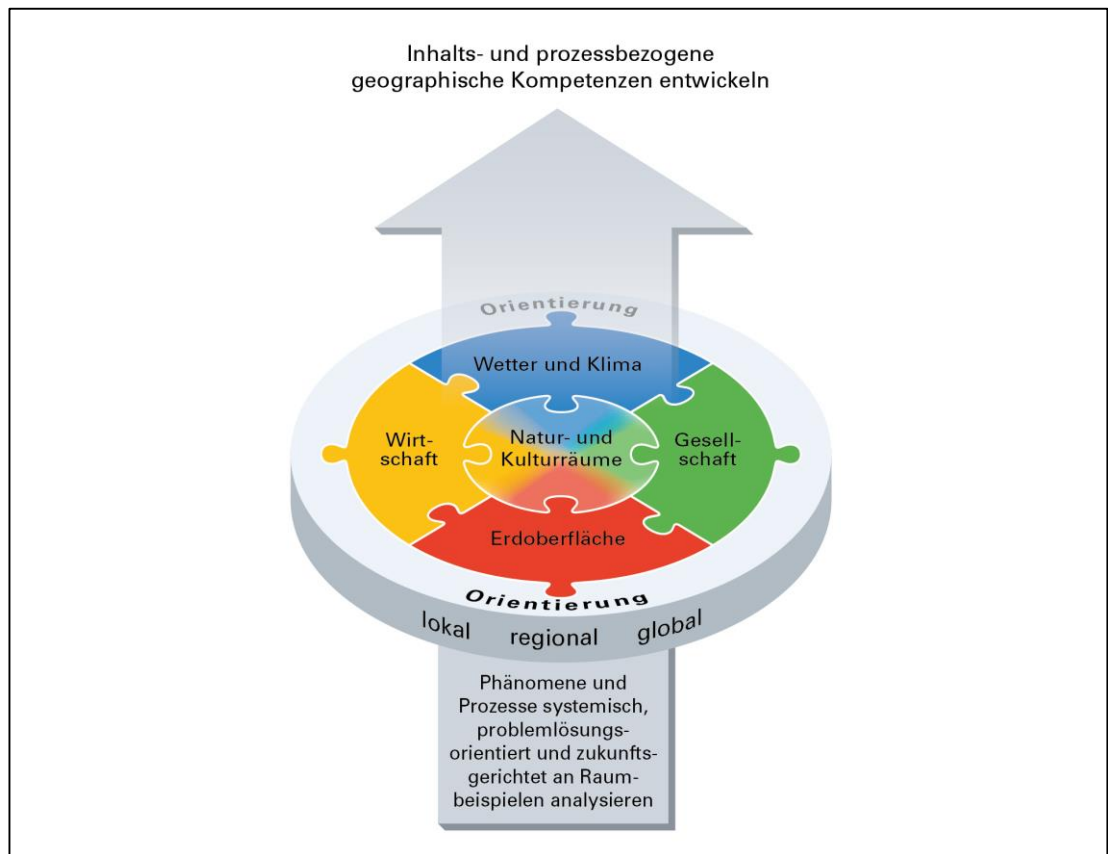 Inhalts- und prozessbezogene
geographische Kompetenzen entwickeln
Orientierung
Wetter und Klima
Wirt-
schaft
Natur- und
Kulturräume
Gesell-
schaft
Erdoberfläche
Orientierung
lokal regional global
Phänomene und
Prozesse systemisch,
problemlösungs-
orientiert und zukunfts-
gerichtet an Raum-
beispielen analysieren